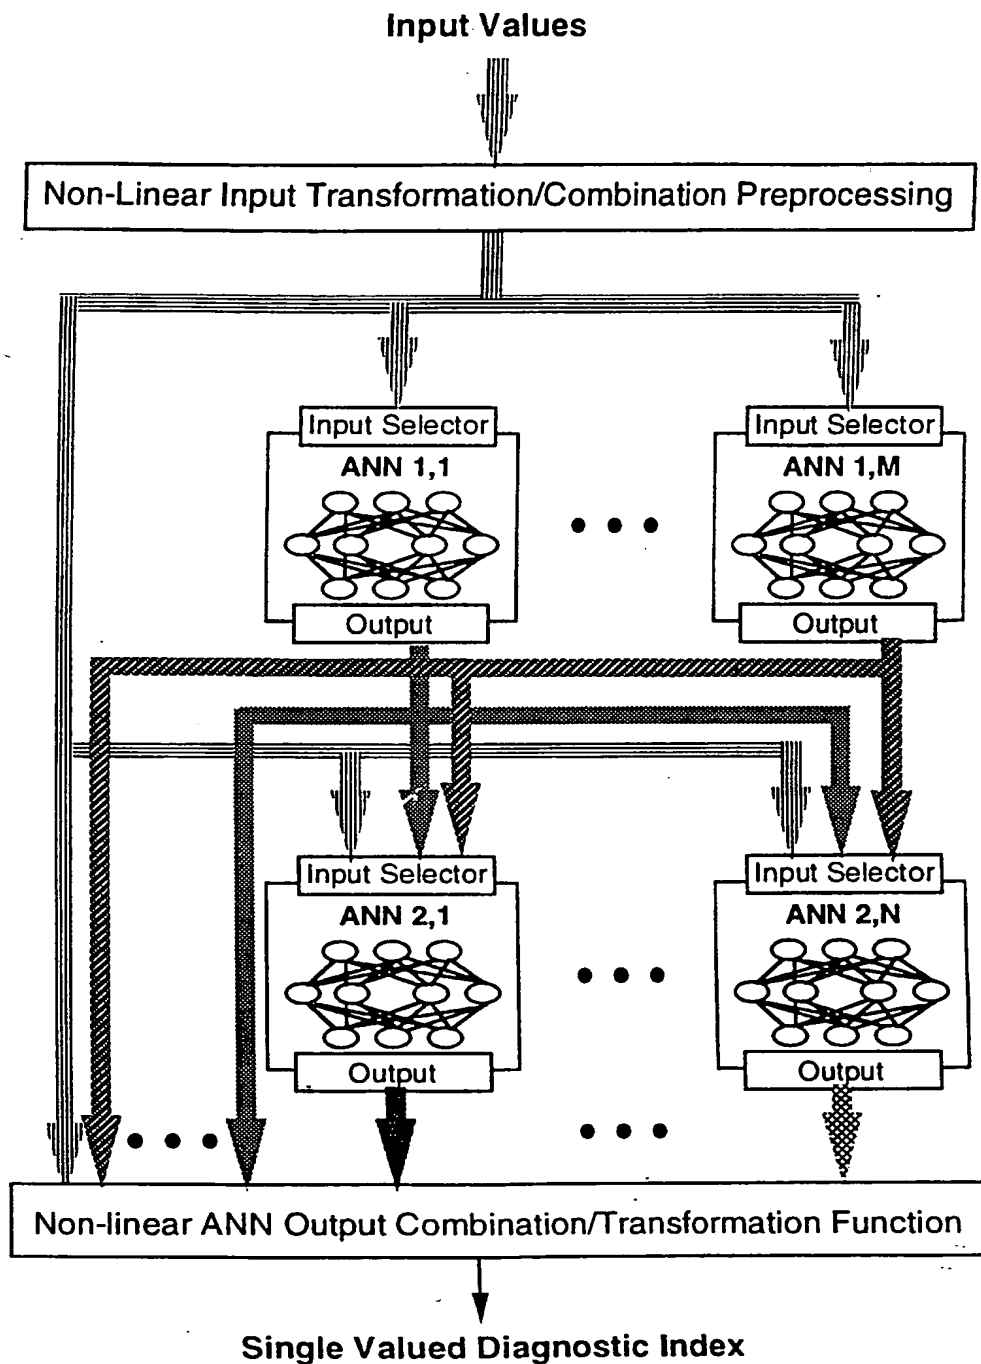 Input Values
Non-Linear Input Transformation/Combination Preprocessing
Input Selector
ANN 1,1
Output
Input Selector
ANN 1,M
Output
Input Selector
ANN 2,1
Output
Input Selector
ANN 2,N
Output
Non-linear ANN Output Combination/Transformation Function
Single Valued Diagnostic Index